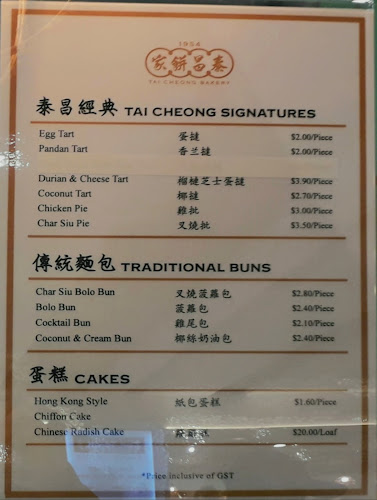 1954
泰昌餅家
TAI CHEONG BAKERY
泰昌經典 TAI CHEONG SIGNATURES
Egg Tart 蛋撻 $2.00/Piece
Pandan Tart 香兰撻 $2.00/Piece
Durian & Cheese Tart 榴槤芝士蛋撻 $3.90/Piece
Coconut Tart 椰撻 $2.70/Piece
Chicken Pie 雞批 $3.00/Piece
Char Siu Pie 叉燒批 $3.50/Piece
傳統麵包 TRADITIONAL BUNS
Char Siu Bolo Bun 叉燒菠蘿包 $2.80/Piece
Bolo Bun 菠蘿包 $2.40/Piece
Cocktail Bun 雞尾包 $2.10/Piece
Coconut & Cream Bun 椰絲奶油包 $2.40/Piece
蛋糕 CAKES
Hong Kong Style 紙包蛋糕 $1.60/Piece
Chiffon Cake
Chinese Radish Cake $20.00/Loaf
*Price inclusive of GST